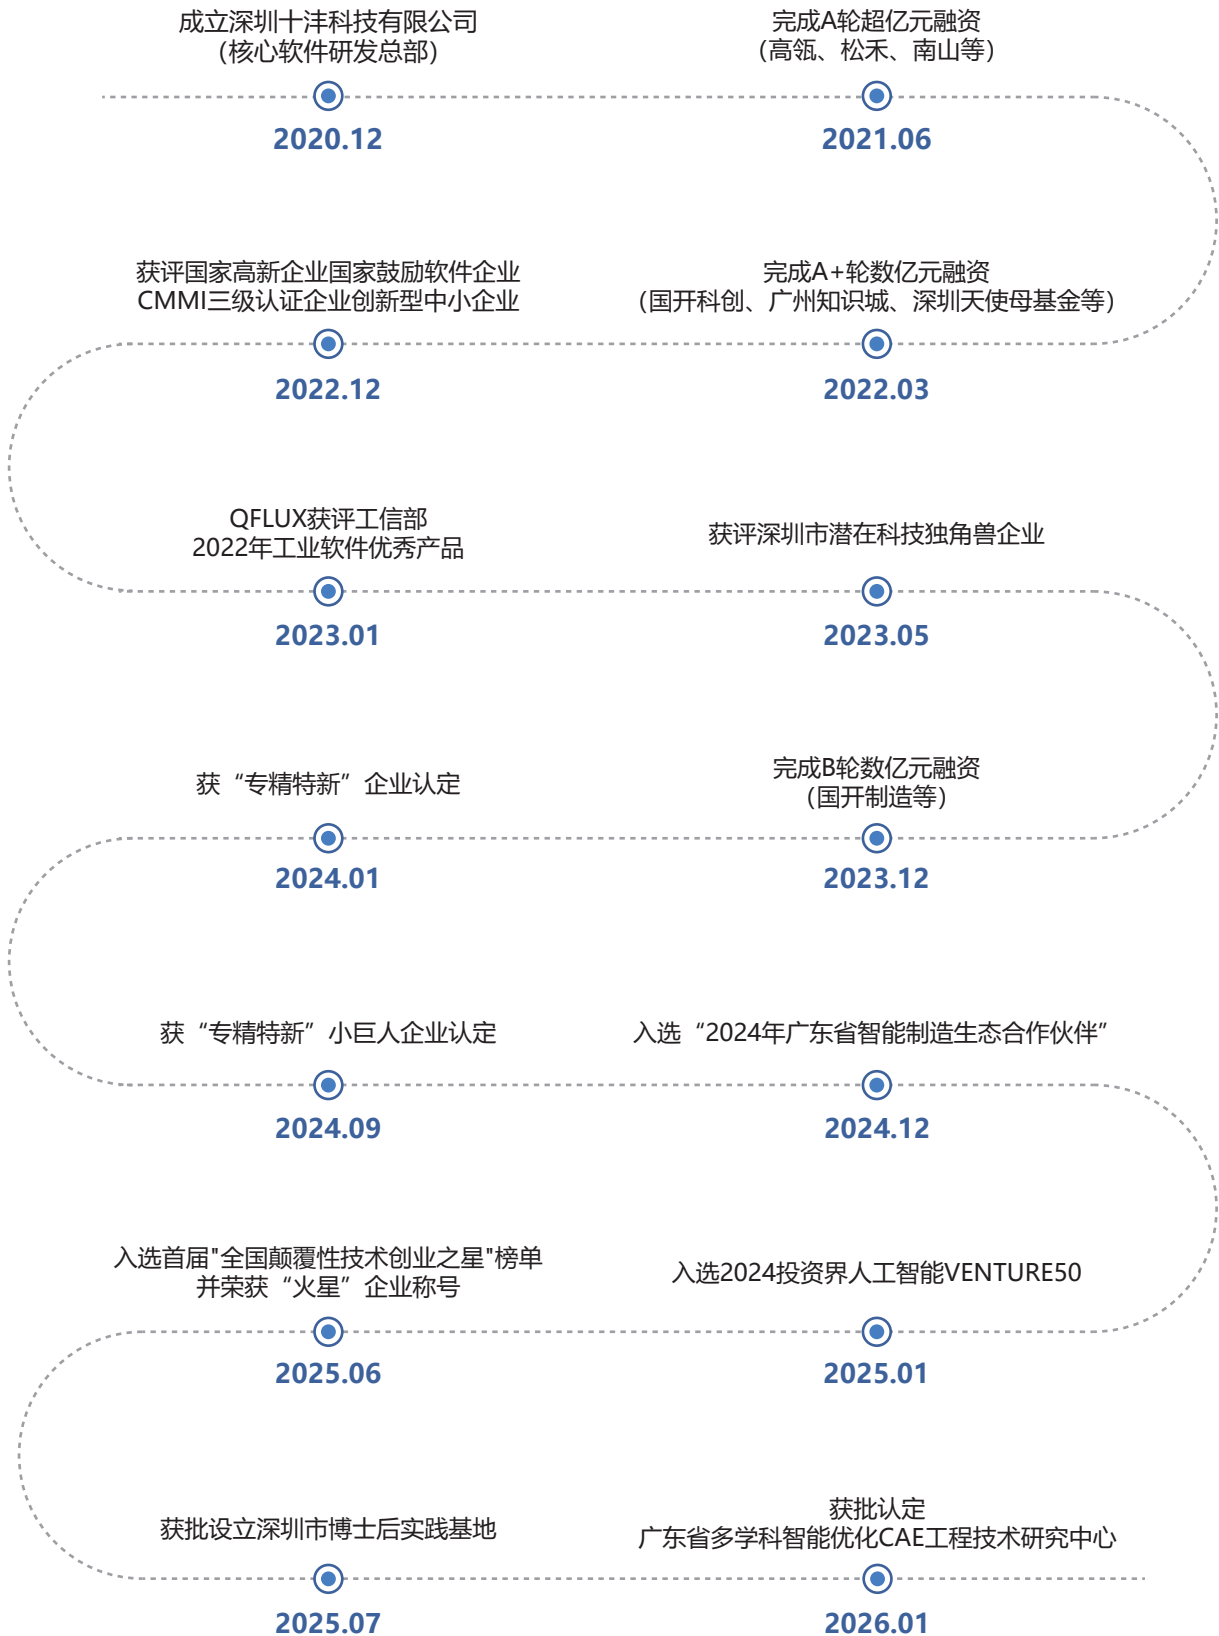 成立深圳十沣科技有限公司
（核心软件研发总部）
2020.12
完成A轮超亿元融资
（高瓴、松禾、南山等）
2021.06
完成A+轮数亿元融资
（国开科创、广州知识城、深圳天使母基金等）
2022.03
获评国家高新企业国家鼓励软件企业
CMMI三级认证企业创新型中小企业
2022.12
QFLUX获评工信部
2022年工业软件优秀产品
2023.01
获评深圳市潜在科技独角兽企业
2023.05
完成B轮数亿元融资
（国开制造等）
2023.12
获“专精特新”企业认定
2024.01
获“专精特新”小巨人企业认定
2024.09
入选“2024年广东省智能制造生态合作伙伴”
2024.12
入选2024投资界人工智能VENTURE50
2025.01
入选首届"全国颠覆性技术创业之星"榜单
并荣获“火星”企业称号
2025.06
获批设立深圳市博士后实践基地
2025.07
获批认定
广东省多学科智能优化CAE工程技术研究中心
2026.01